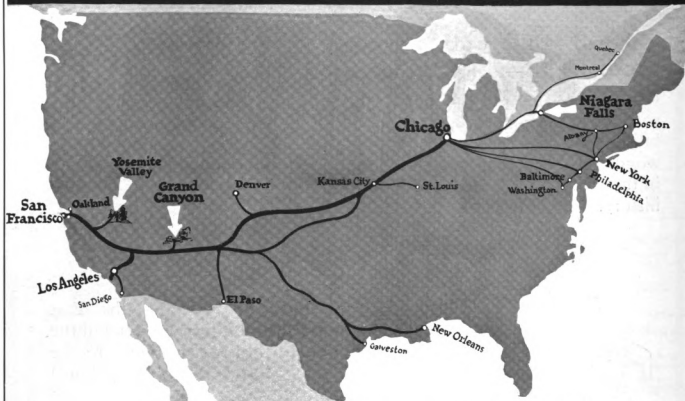 Quebec
Montreal
Niagara
Falls
Boston
Albany
Chicago
New York
Yosemite
Valley
Grand
Canyon
Denver
Kansas City
St. Louis
Baltimore
Washington
Philadelphia
San
Francisco
Oakland
Los Angeles
San Diego
El Paso
New Orleans
Galveston